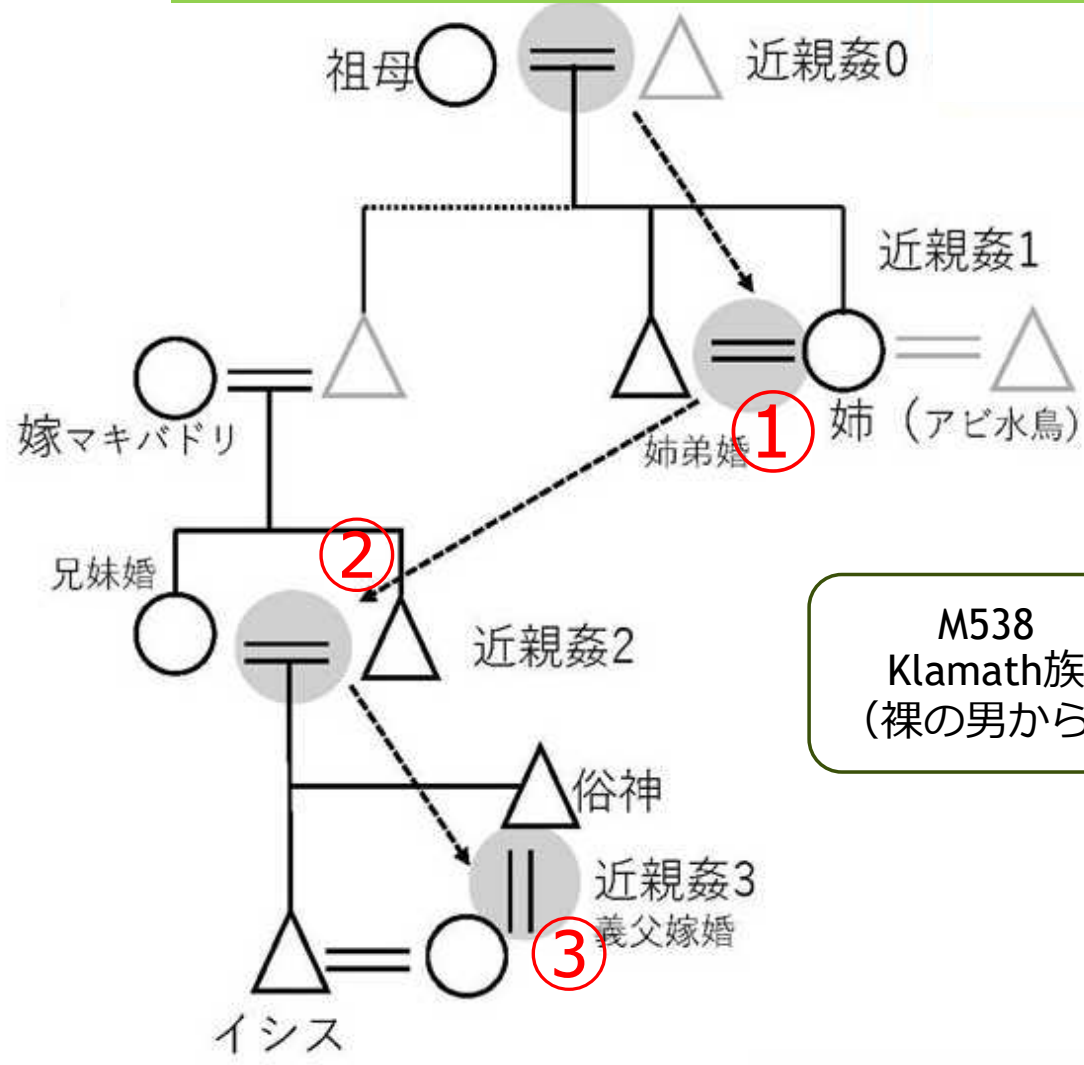 祖母
近親姦0
近親姦1
姉（アビ水鳥）
姉弟婚
①
嫁マキバドリ
②
兄妹婚
近親姦2
M538
Klamath族
（裸の男から
俗神
近親姦3
義父嫁婚
③
イシス